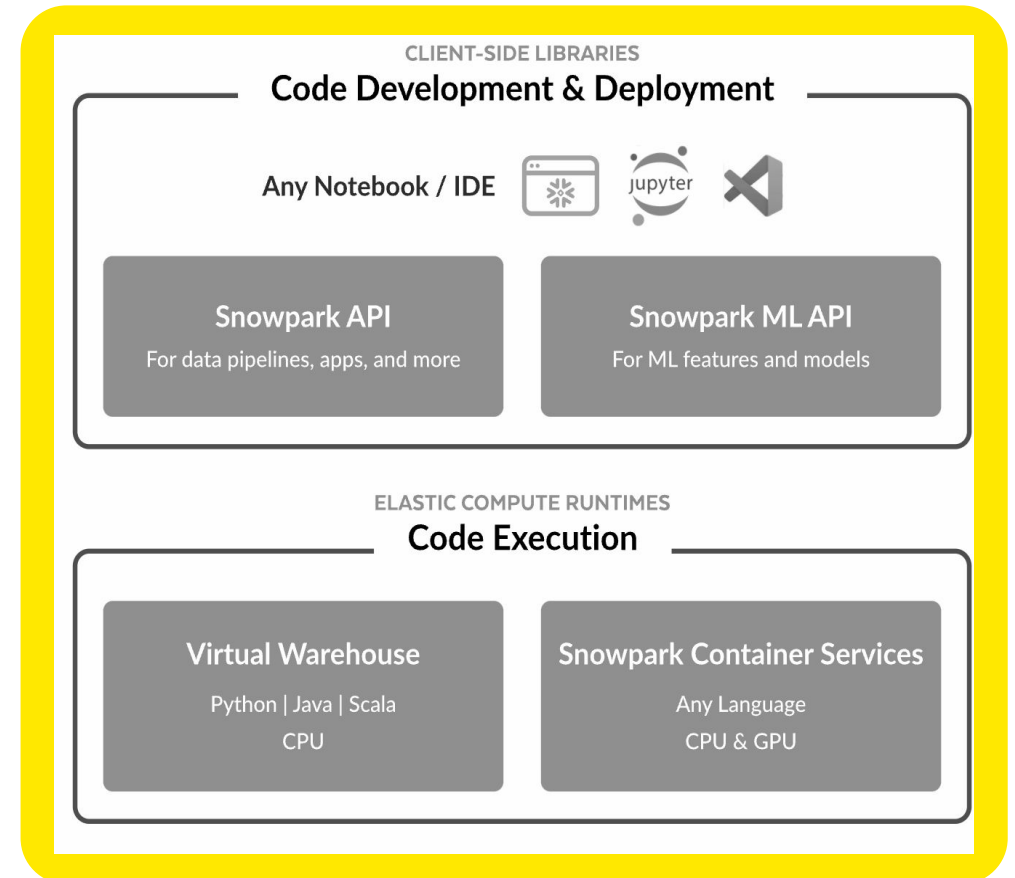 CLIENT-SIDE LIBRARIES
Code Development & Deployment
Any Notebook / IDE
jupyter
Snowpark API
For data pipelines, apps, and more
Snowpark ML API
For ML features and models
ELASTIC COMPUTE RUNTIMES
Code Execution
Virtual Warehouse
Python | Java | Scala
CPU
Snowpark Container Services
Any Language
CPU & GPU